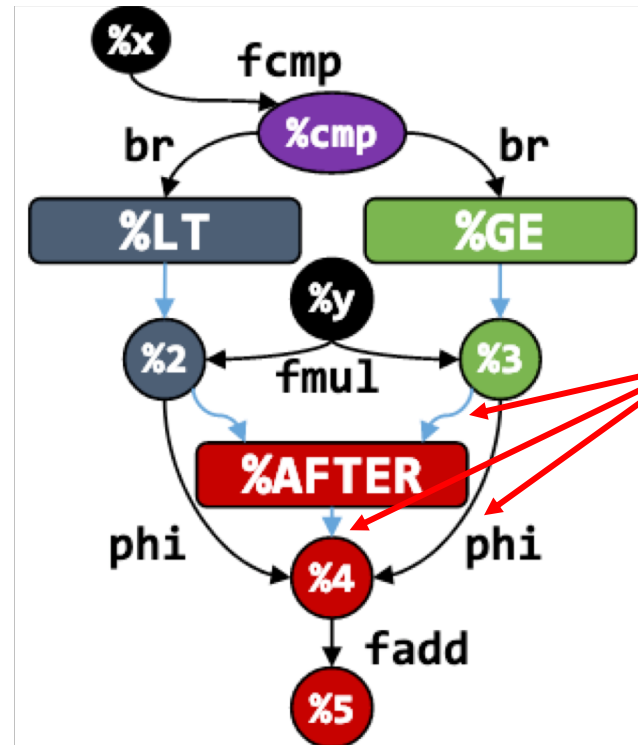 %x
fcmp
%cmp
br
br
%LT
%GE
%y
%2
%3
fmul
%AFTER
phi
phi
%4
fadd
%5